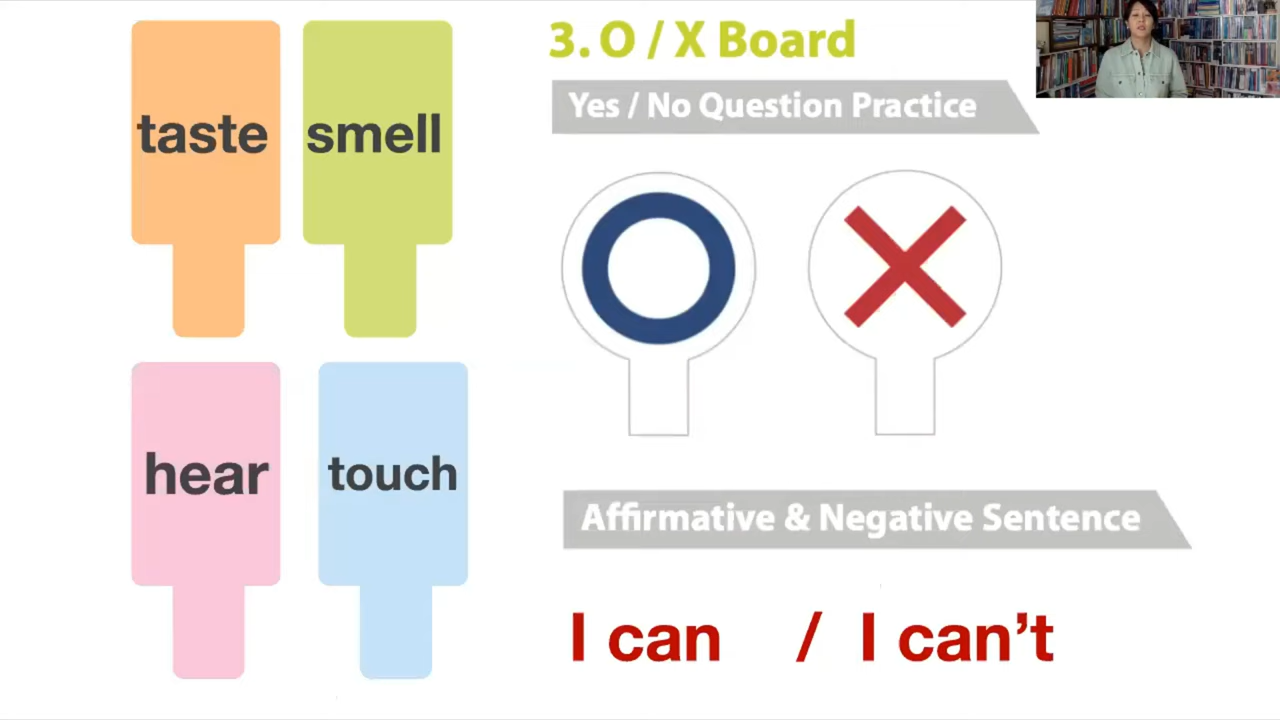 taste
smell
hear
touch
3. O / X Board
Yes / No Question Practice
Affirmative & Negative Sentence
I can / I can't